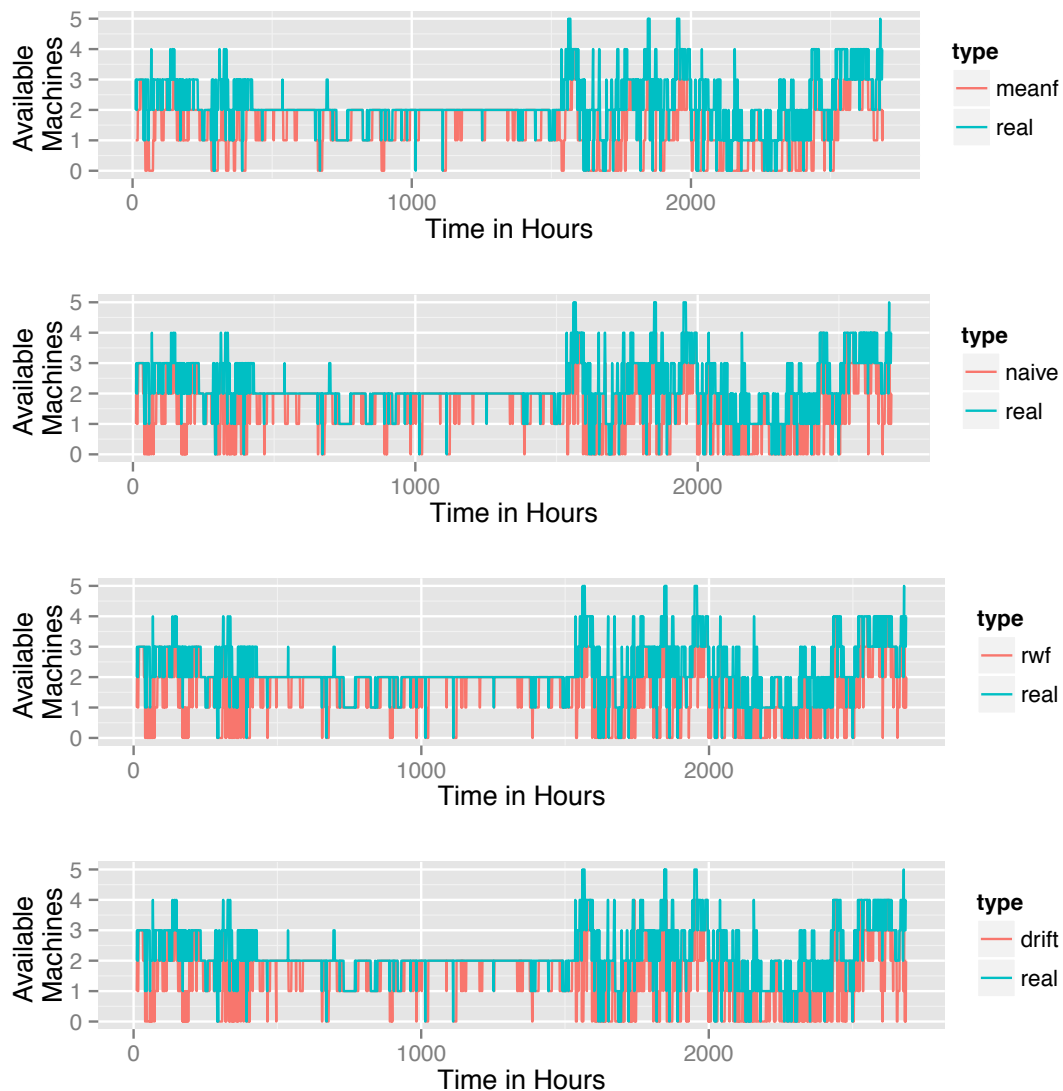 5
4
3
2
1
0
Available
Machines
0
1000
2000
Time in Hours
type
meanf
real
5
4
3
2
1
0
Available
Machines
0
1000
2000
Time in Hours
type
naive
real
5
4
3
2
1
0
Available
Machines
0
1000
2000
Time in Hours
type
rwf
real
5
4
3
2
1
0
Available
Machines
0
1000
2000
Time in Hours
type
drift
real